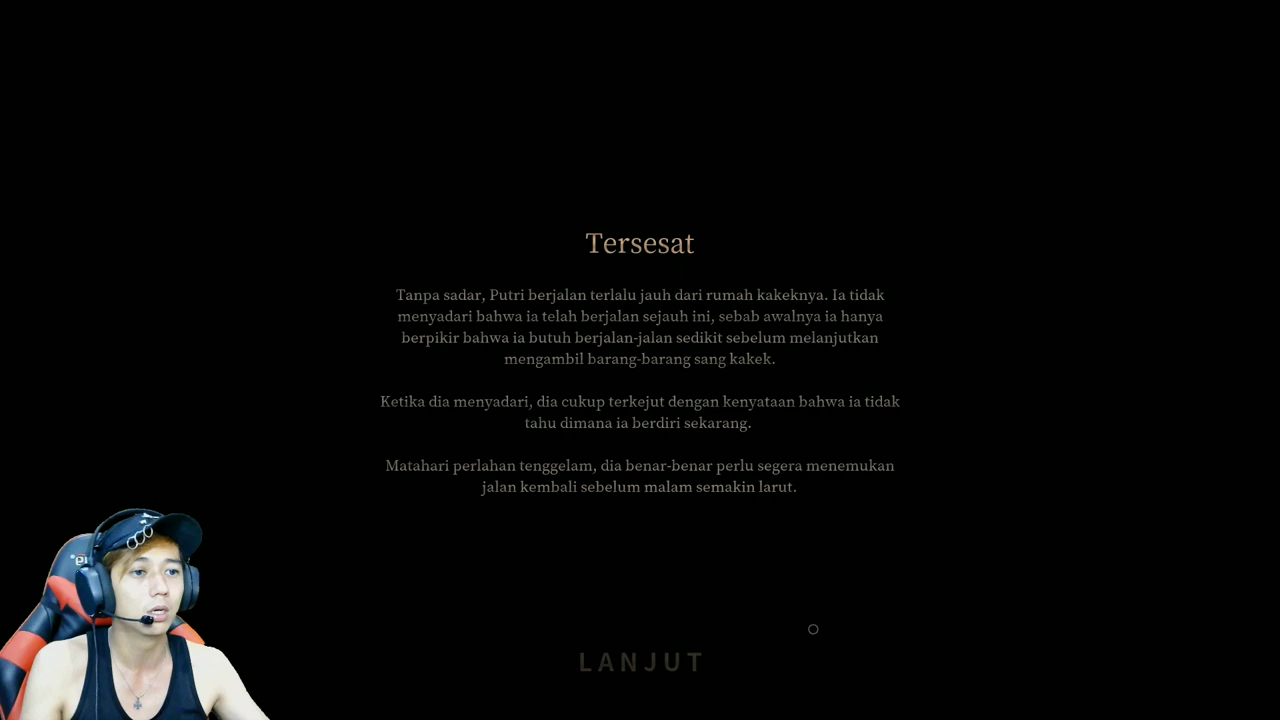 Tersesat
Tanpa sadar, Putri berjalan terlalu jauh dari rumah kakeknya. Ia tidak
menyadari bahwa ia telah berjalan sejauh ini, sebab awalnya ia hanya
berpikir bahwa ia butuh berjalan-jalan sedikit sebelum melanjutkan
mengambil barang-barang sang kakek.
Ketika dia menyadari, dia cukup terkejut dengan kenyataan bahwa ia tidak
tahu dimana ia berdiri sekarang.
Matahari perlahan tenggelam, dia benar-benar perlu segera menemukan
jalan kembali sebelum malam semakin larut.
LANJUT